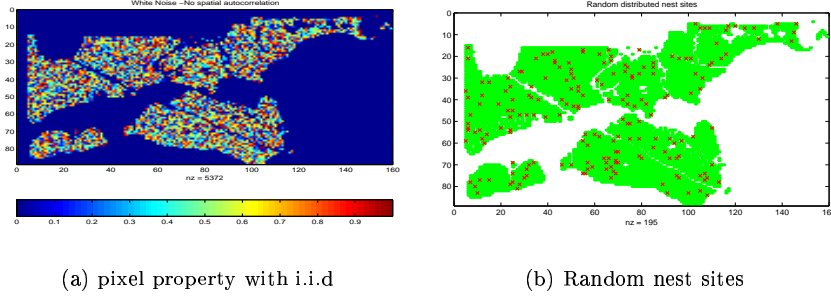 White Noise -No spatial autocorrelation
0
10
20
30
40
50
60
70
80
0 20 40 60 80 100 120 140 160
nz = 5372
0 0.1 0.2 0.3 0.4 0.5 0.6 0.7 0.8 0.9
(a) pixel property with i.i.d
Random distributed nest sites
0
10
20
30
40
50
60
70
80
0 20 40 60 80 100 120 140 160
nz = 195
(b) Random nest sites